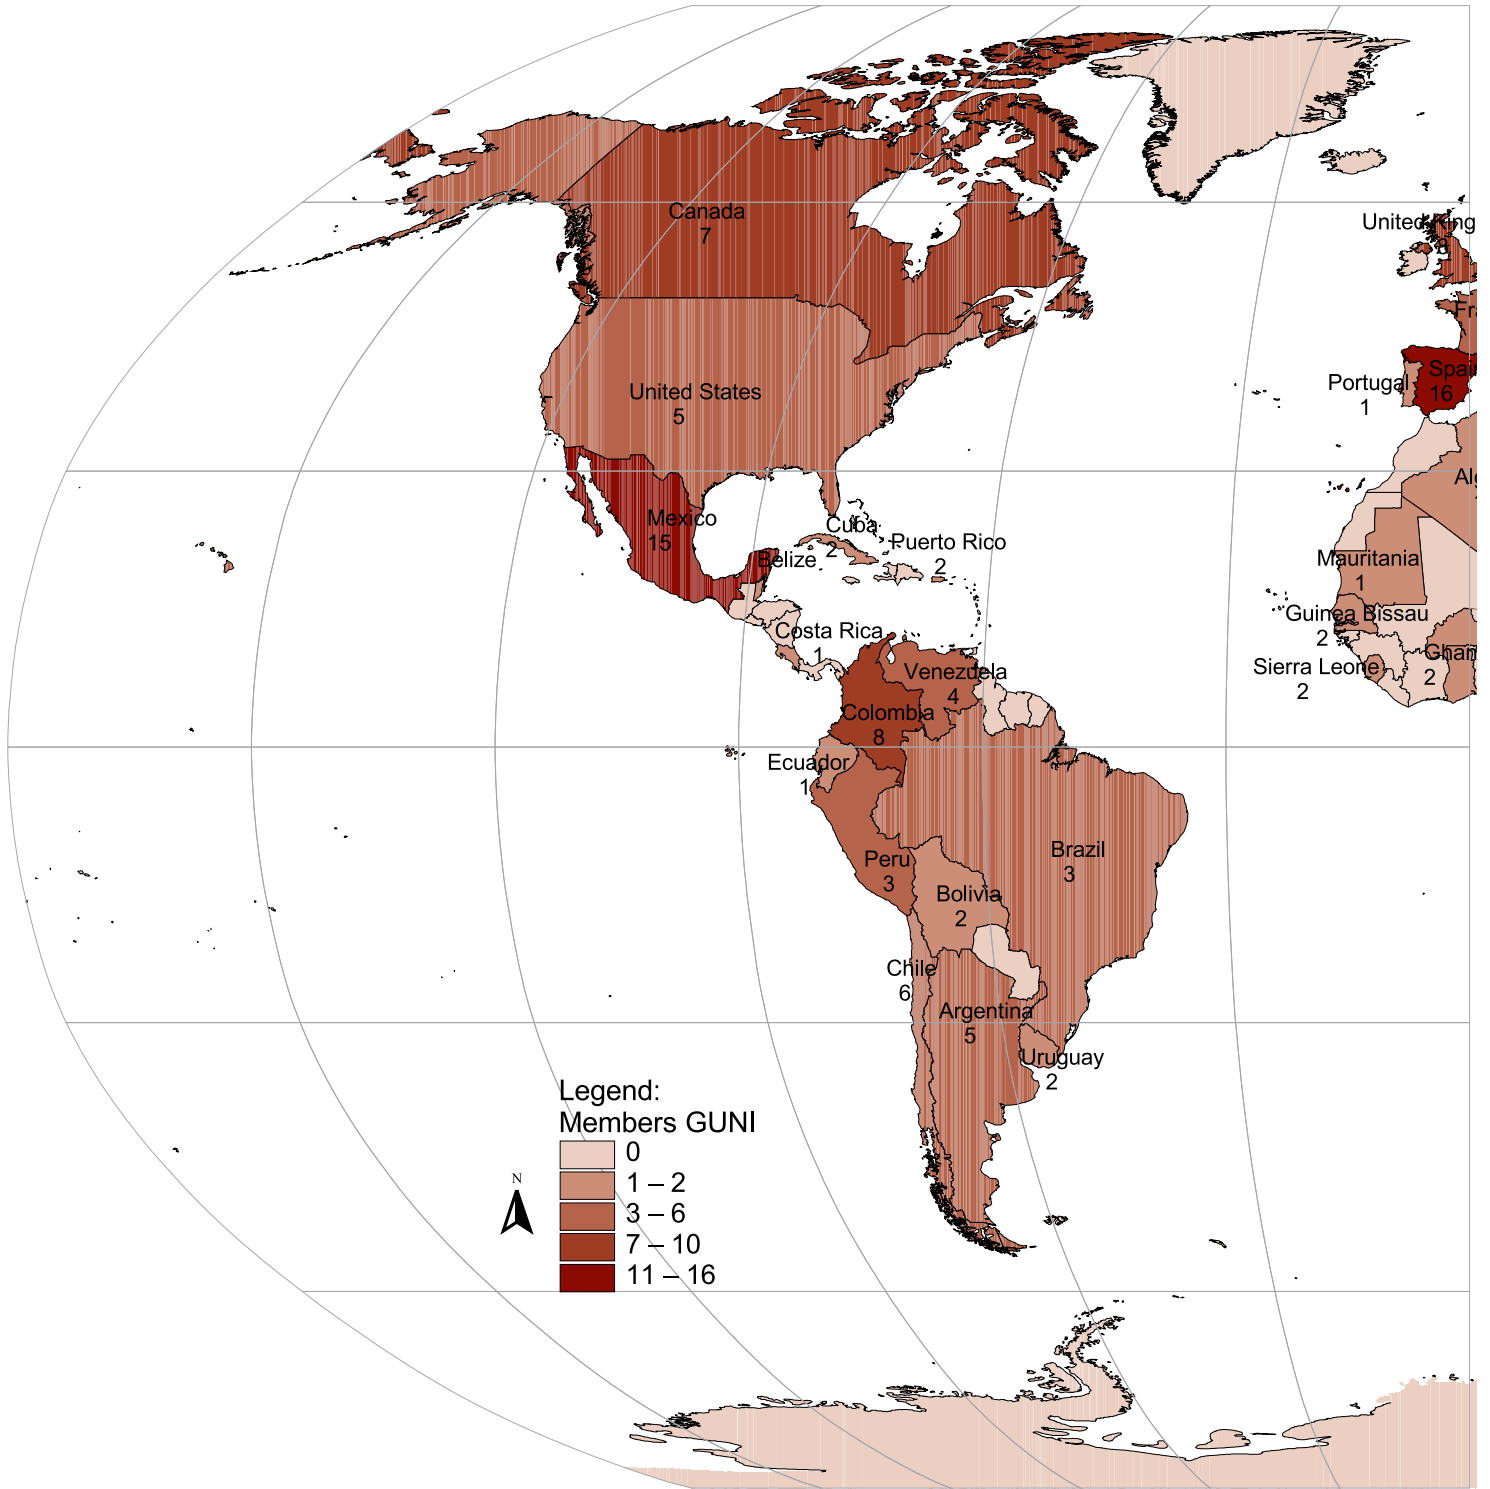 Canada
7
United King
8
Fra
United States
5
Spain
16
Portugal
1
Alg
Mexico
15
Cuba
2
Puerto Rico
2
Belize
Mauritania
1
Guinea Bissau
2
Costa Rica
1
Ghan
2
Sierra Leone
2
Venezuela
4
Colombia
8
Ecuador
1
Peru
3
Brazil
3
Bolivia
2
Chile
6
Argentina
5
Uruguay
2
Legend:
Members GUNI
0
1 – 2
3 – 6
7 – 10
11 – 16
N